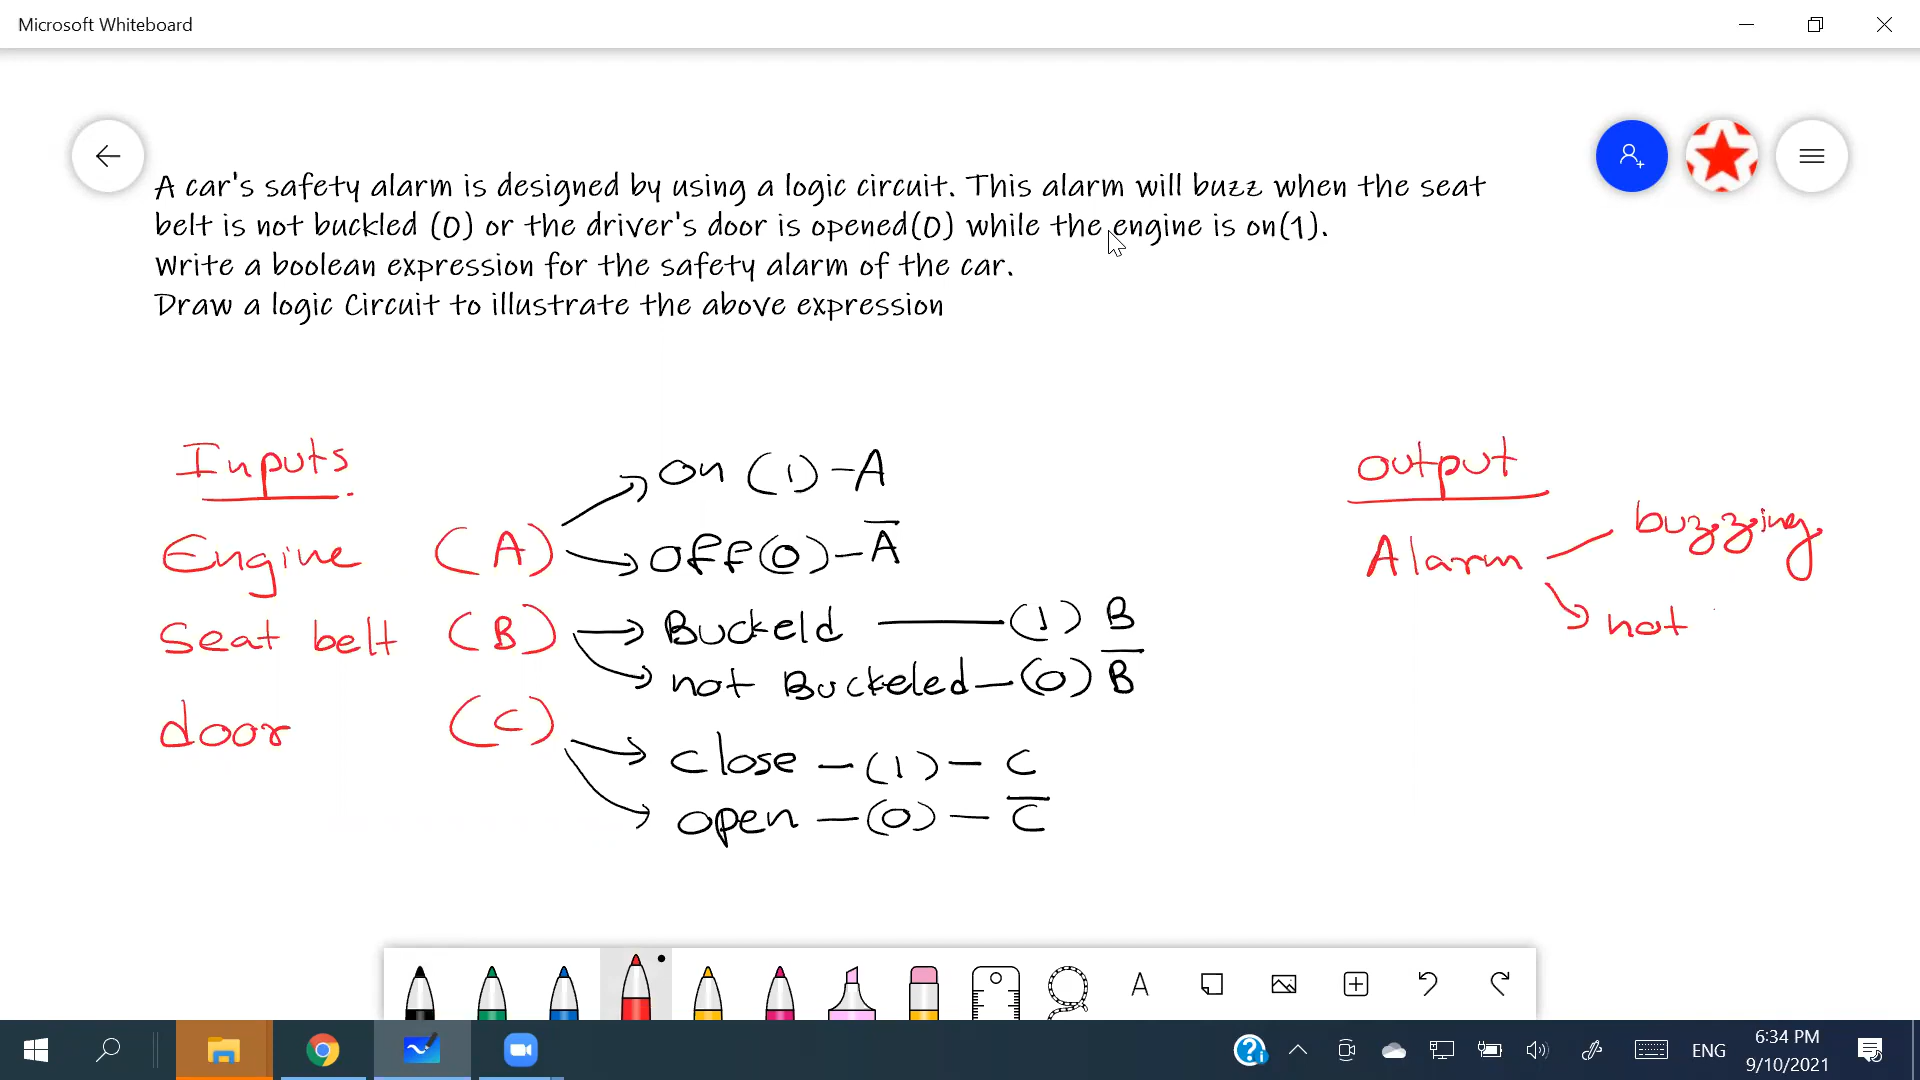 Microsoft Whiteboard
A car's safety alarm is designed by using a logic circuit. This alarm will buzz when the seat
belt is not buckled (0) or the driver's door is opened(0) while the engine is on(1).
Write a boolean expression for the safety alarm of the car.
Draw a logic Circuit to illustrate the above expression
Inputs
on (1) - A
output
Engine (A)
off(0) - A̅
Alarm
buzzing
Seat belt (B)
Buckeld — (1) B
not
not Buckeled - (0) B̅
door (C)
close - (1) - C
open - (0) - C̅
A
ENG
6:34 PM
9/10/2021